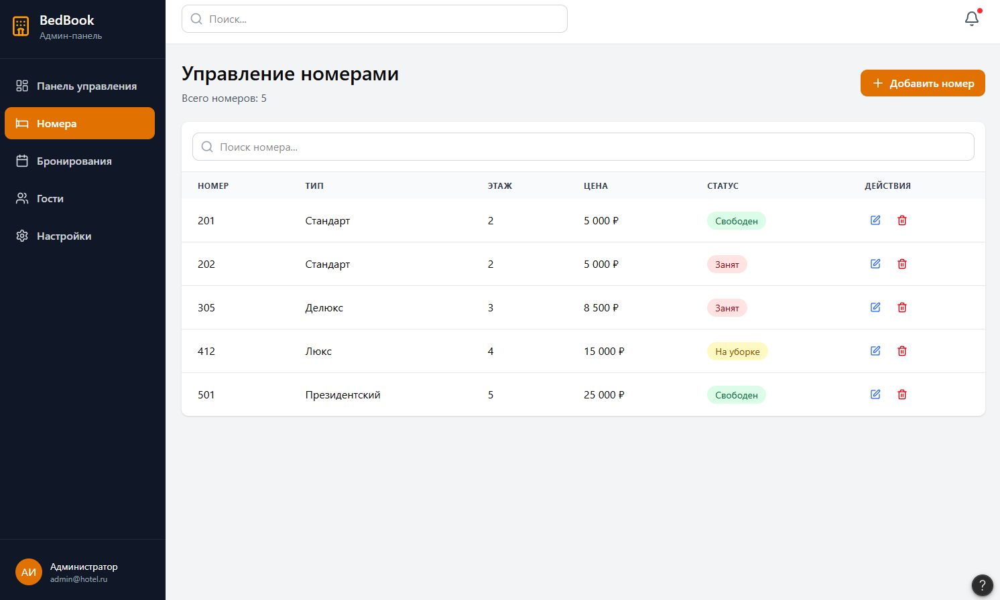 BedBook
Админ-панель
Панель управления
Номера
Бронирования
Гости
Настройки
АИ
Администратор
admin@hotel.ru
Поиск...
Управление номерами
Всего номеров: 5
Добавить номер
Поиск номера...
НОМЕР ТИП ЭТАЖ ЦЕНА СТАТУС ДЕЙСТВИЯ
201 Стандарт 2 5 000 ₽ Свободен
202 Стандарт 2 5 000 ₽ Занят
305 Делюкс 3 8 500 ₽ Занят
412 Люкс 4 15 000 ₽ На уборке
501 Президентский 5 25 000 ₽ Свободен
?